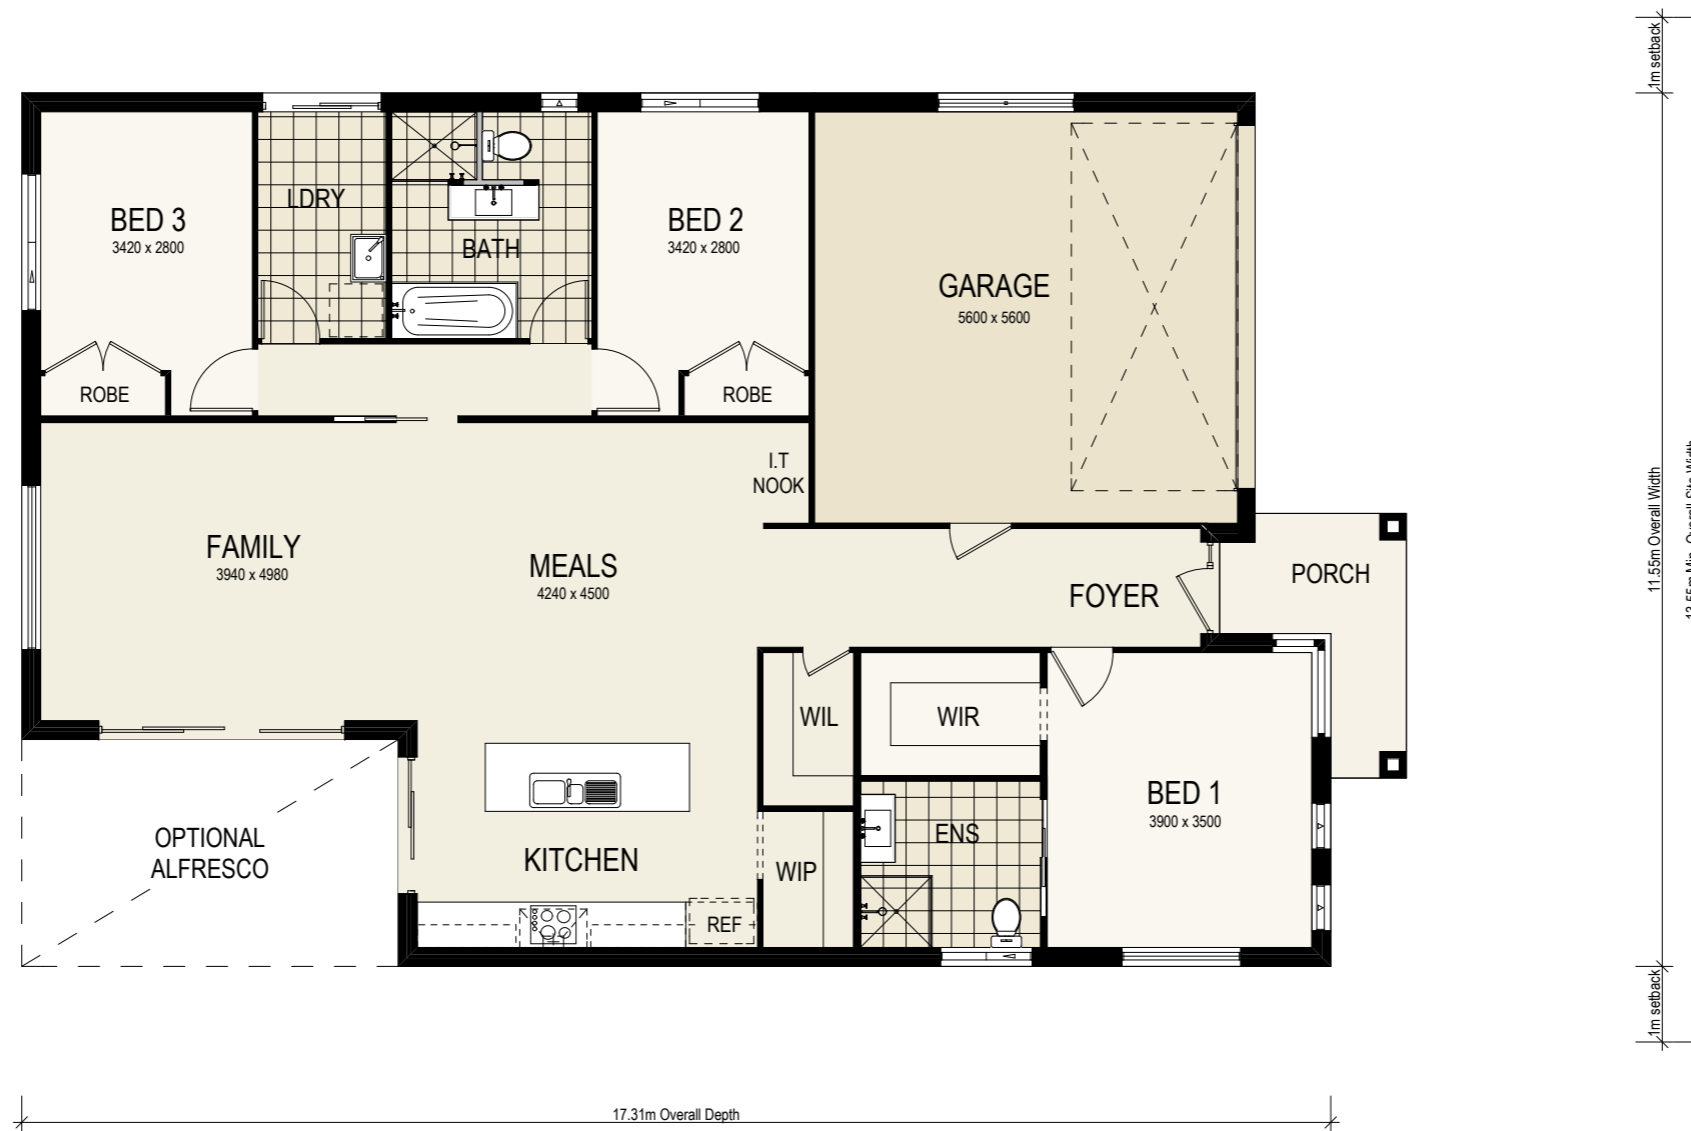 1m setback
LDRY
BED 3
3420 x 2800
BED 2
3420 x 2800
BATH
GARAGE
5600 x 5600
ROBE
ROBE
I.T
NOOK
FAMILY
3940 x 4980
MEALS
4240 x 4500
FOYER
PORCH
11.55m Overall Width
WIL
WIR
BED 1
3900 x 3500
OPTIONAL
ALFRESCO
ENS
KITCHEN
WIP
REF
1m setback
17.31m Overall Depth